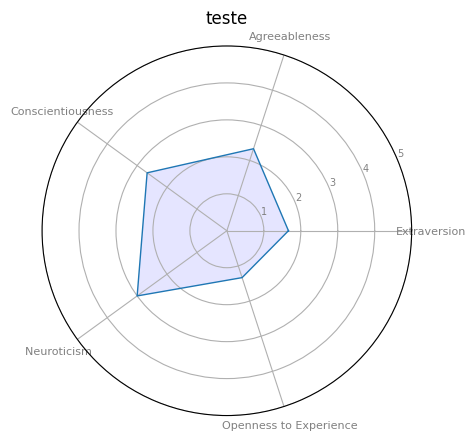 teste
Agreeableness
Conscientiousness
5
4
3
2
1
Extraversion
Neuroticism
Openness to Experience